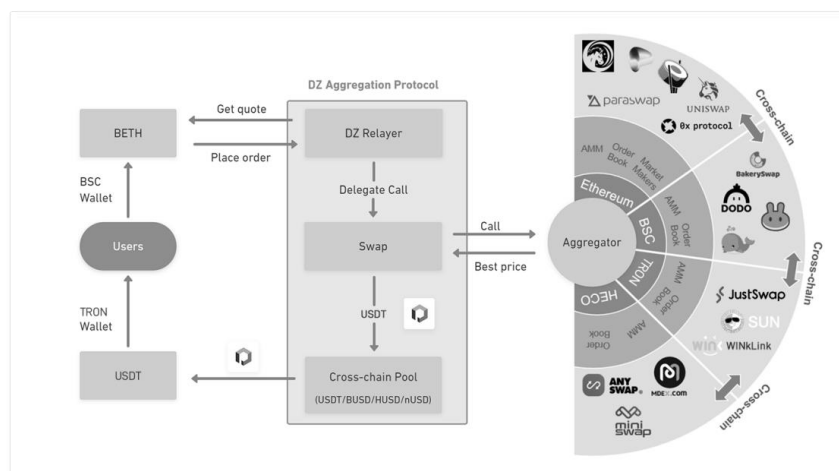 DZ Aggregation Protocol
BETH
Get quote
Place order
DZ Relayer
Delegate Call
BSC
Wallet
Users
Swap
Call
Best price
TRON
Wallet
USDT
USDT
Cross-chain Pool
(USDT/BUSD/HUSD/nUSD)
Aggregator
Ethereum
BSC
TRON
HECO
AMM
Order
Book
Market
Makers
AMM
Order
Book
AMM
Order
Book
AMM
Order
Book
paraswap
UNISWAP
0x protocol
Cross-chain
BakerySwap
DODO
Cross-chain
JustSwap
SUN
win
WINkLink
Cross-chain
ANY
SWAP
MDEX.COM
mini
swap